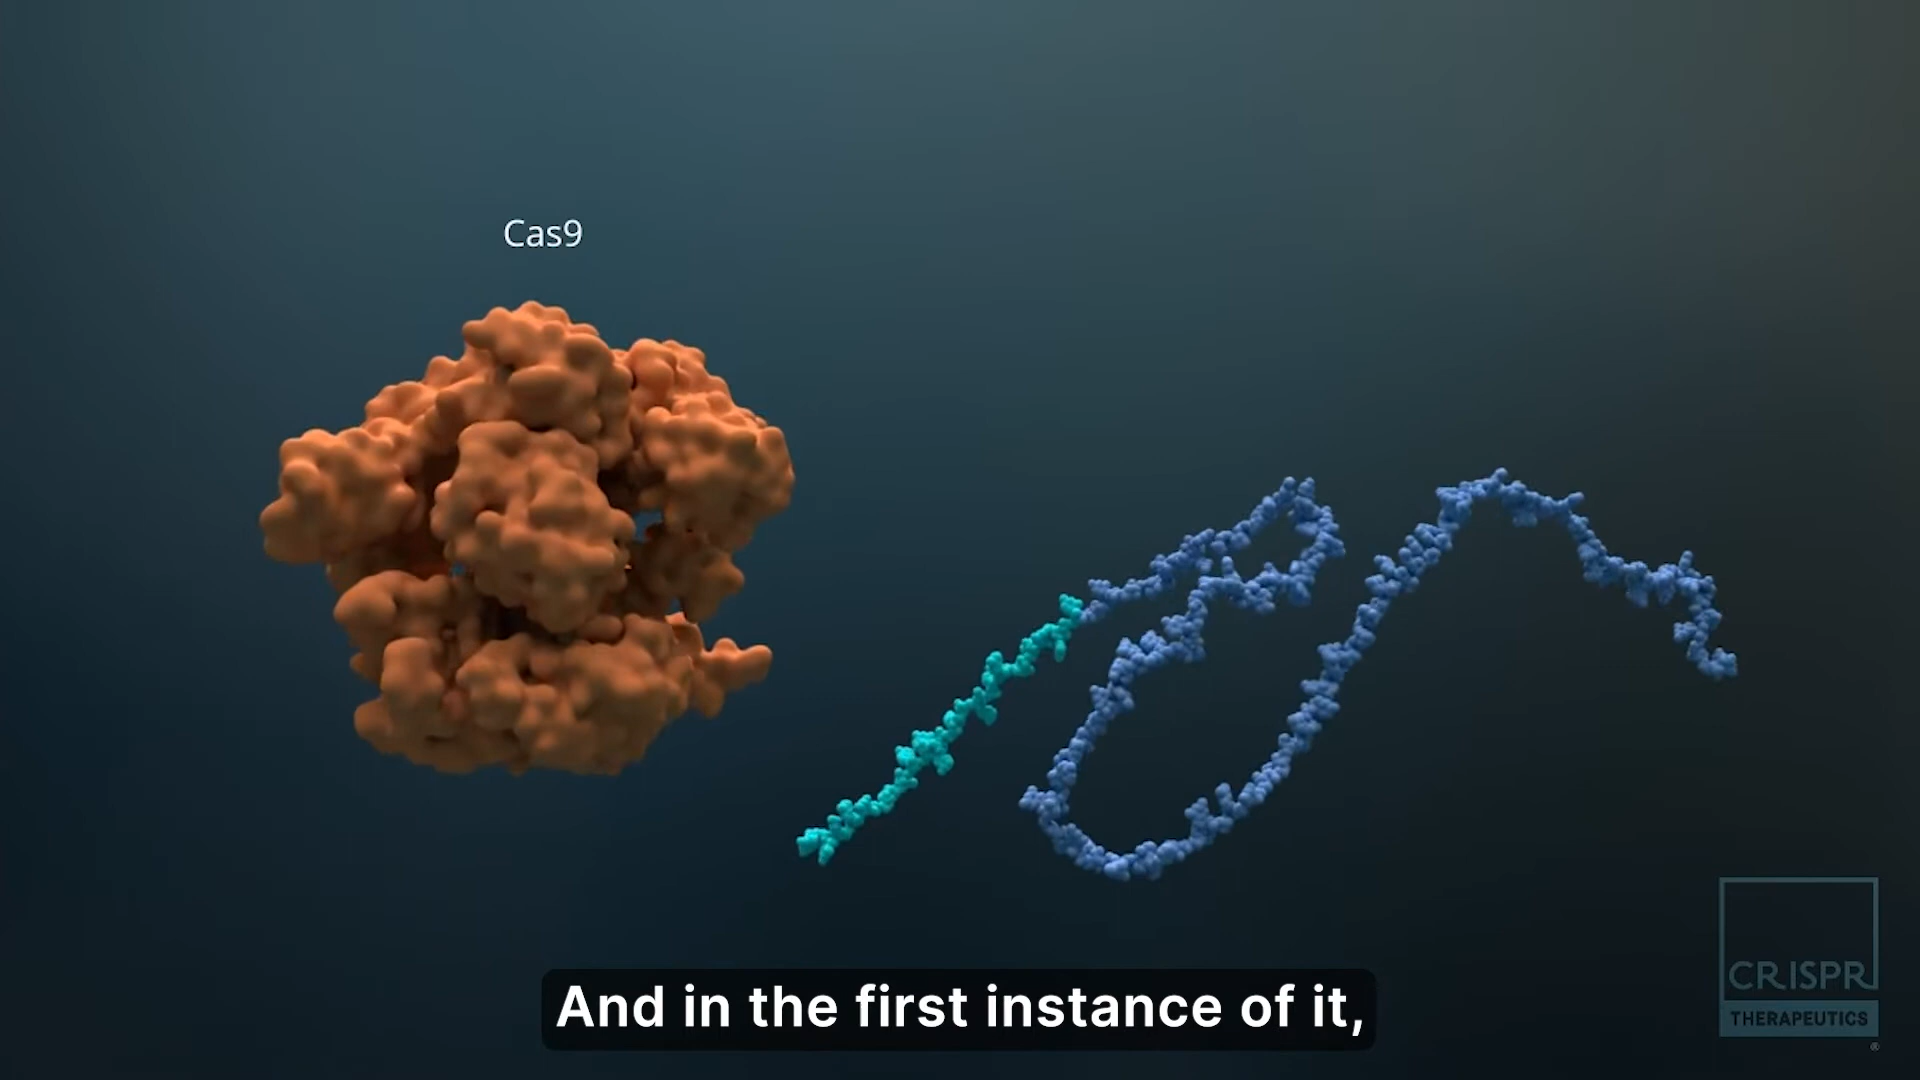 Cas9
And in the first instance of it,
CRISPR
THERAPEUTICS
®